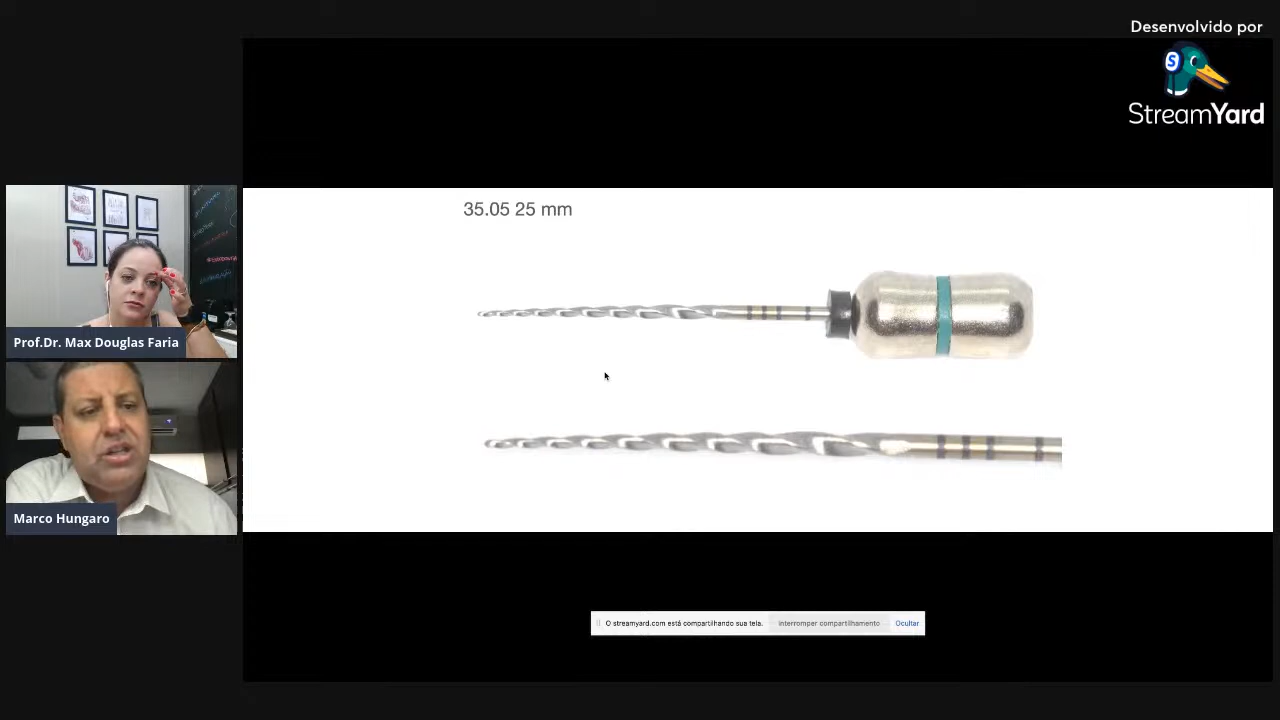 Desenvolvido por
StreamYard
35.05 25 mm
Prof.Dr. Max Douglas Faria
Marco Hungaro
O streamyard.com está compartilhando sua tela.
Interromper compartilhamento
Ocultar